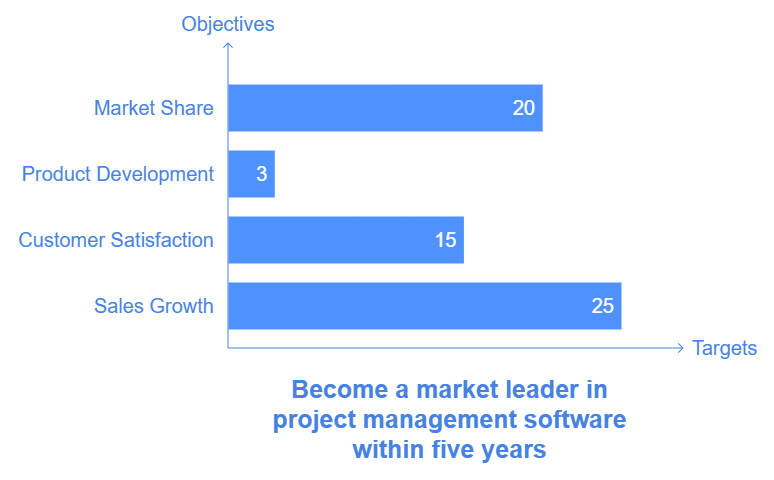 Objectives
Market Share 20
Product Development 3
Customer Satisfaction 15
Sales Growth 25
Targets
Become a market leader in
project management software
within five years